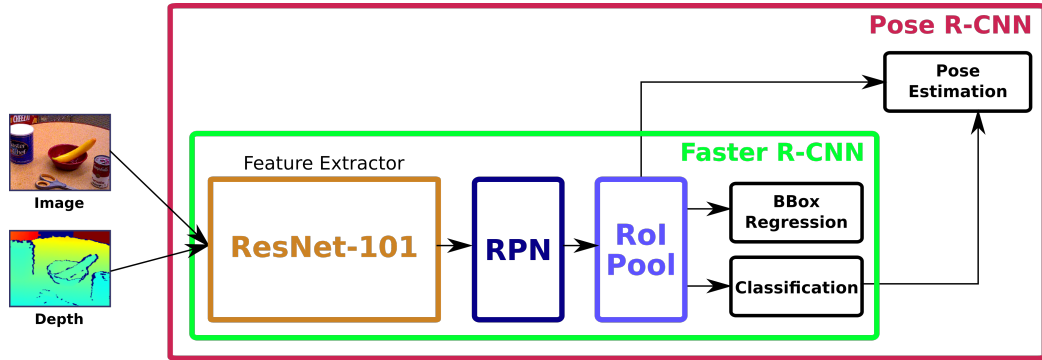 Pose R-CNN
Pose
Estimation
Faster R-CNN
Feature Extractor
Image
ResNet-101
RPN
RoI
Pool
BBox
Regression
Classification
Depth